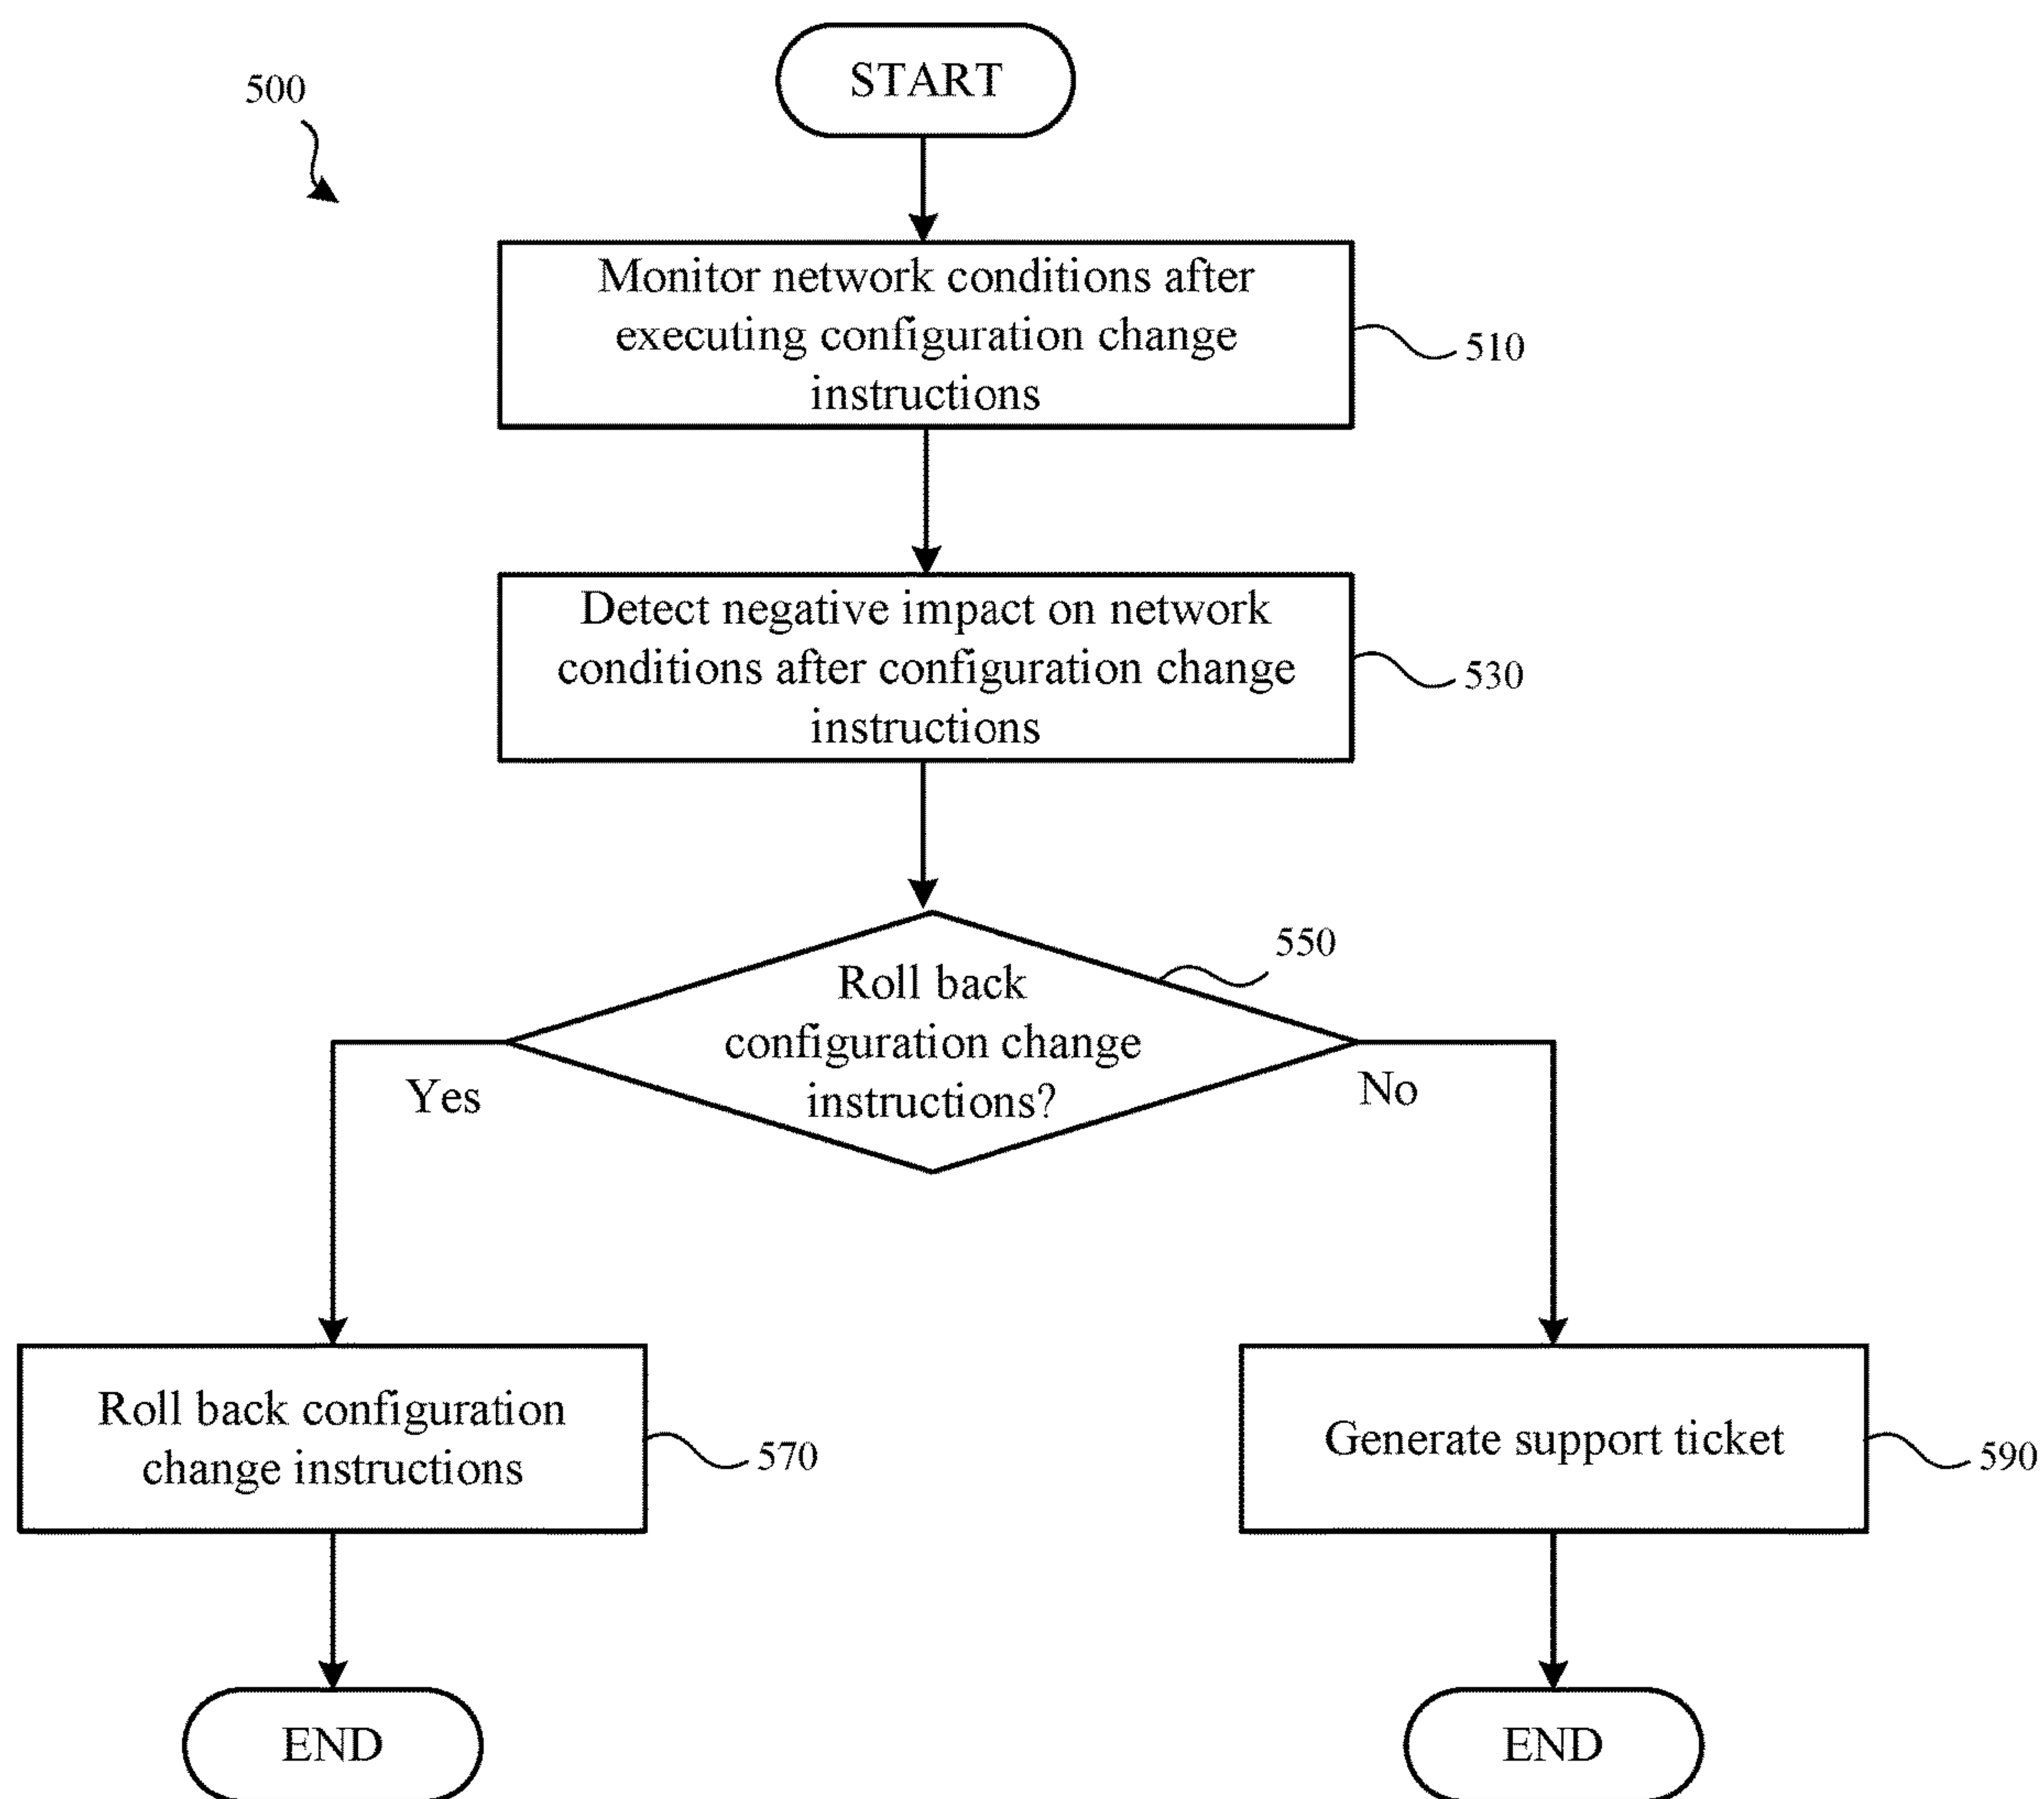 START
500
Monitor network conditions after
executing configuration change
instructions
510
Detect negative impact on network
conditions after configuration change
instructions
530
550
Roll back
configuration change
instructions?
Yes
No
Roll back configuration
change instructions
570
Generate support ticket
590
END
END